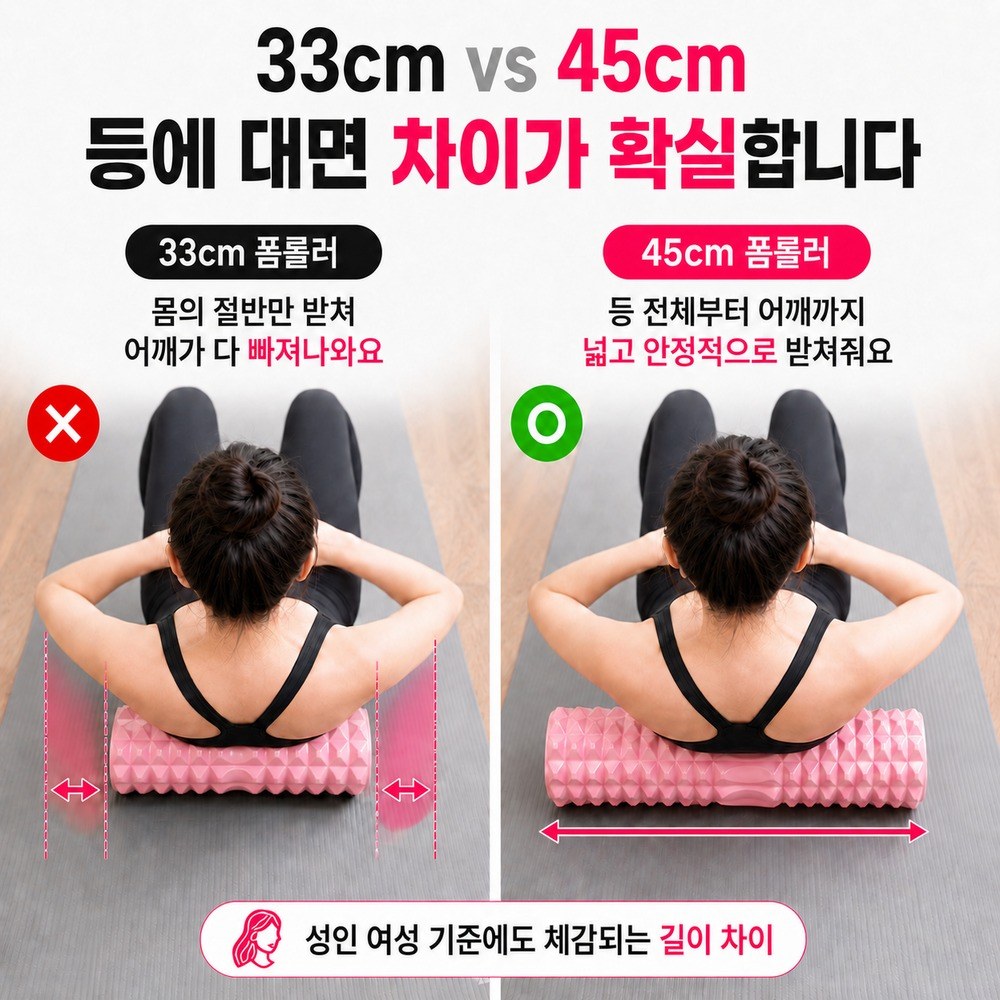 33cm vs 45cm
등에 대면 차이가 확실합니다
33cm 폼롤러
몸의 절반만 받쳐
어깨가 다 빠져나와요
45cm 폼롤러
등 전체부터 어깨까지
넓고 안정적으로 받쳐줘요
성인 여성 기준에도 체감되는 길이 차이